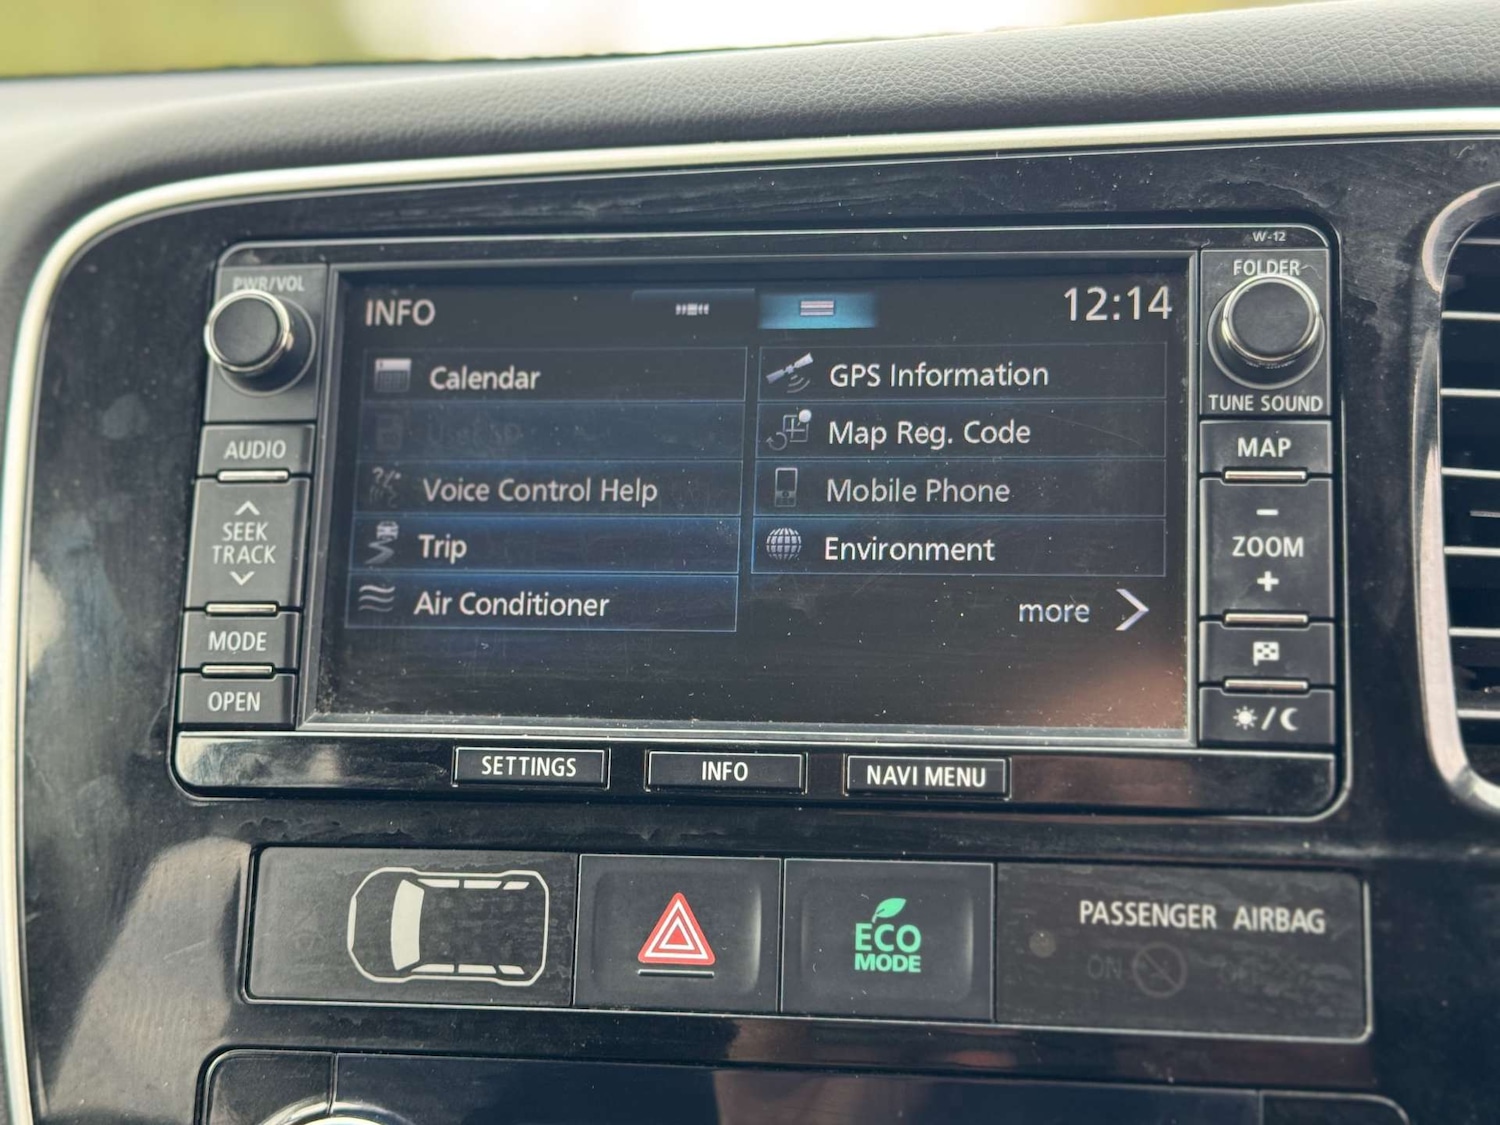 W-12
PWR/VOL
FOLDER
INFO
12:14
Calendar
GPS Information
TUNE SOUND
Map Reg. Code
AUDIO
MAP
Voice Control Help
Mobile Phone
SEEK
TRACK
ZOOM
Trip
Environment
Air Conditioner
more
MODE
OPEN
SETTINGS
INFO
NAVI MENU
ECO
MODE
PASSENGER AIRBAG
ON